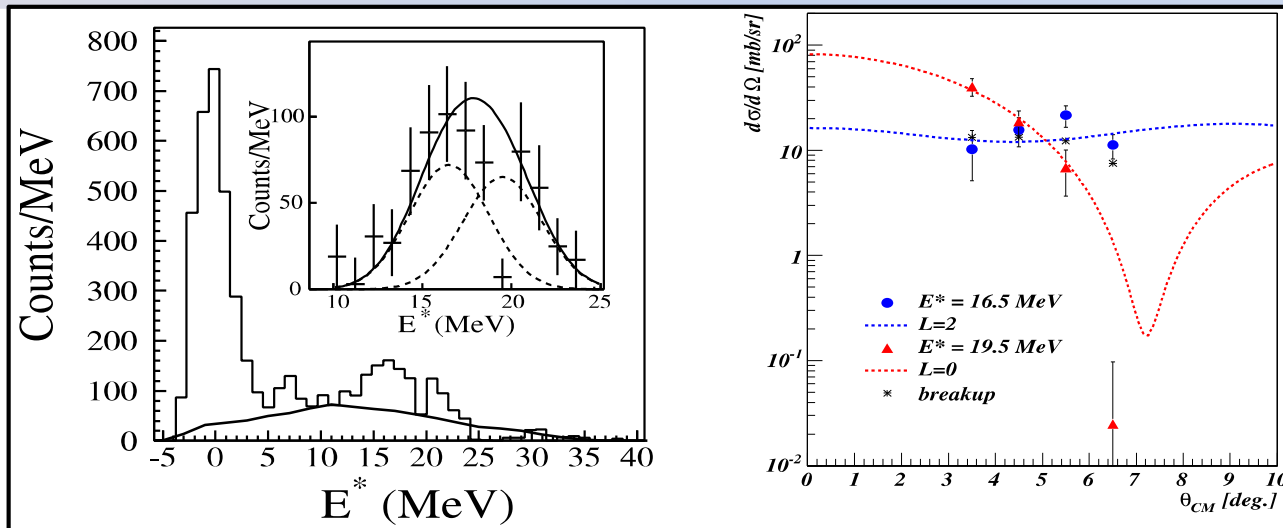 800
700
600
500
400
300
200
100
0
Counts/MeV
-5 0 5 10 15 20 25 30 35 40
E* (MeV)
100
50
0
Counts/MeV
10 15 20 25
E* (MeV)
dσ/dΩ [mb/sr]
10²
10
1
10⁻¹
10⁻²
E* = 16.5 MeV
L=2
E* = 19.5 MeV
L=0
breakup
0 1 2 3 4 5 6 7 8 9 10
θCM [deg.]